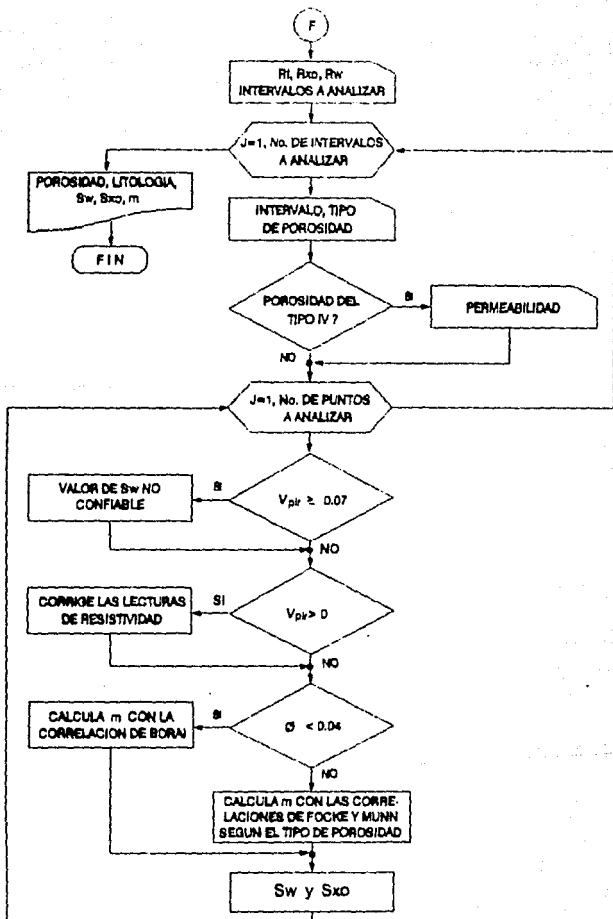 F
Rt, Rxo, Rw
INTERVALOS A ANALIZAR
J=1, No. DE INTERVALOS
A ANALIZAR
POROSIDAD, LITOLOGIA,
Sw, Sxo, m
FIN
INTERVALO, TIPO
DE POROSIDAD
POROSIDAD DEL
TIPO IV ?
SI
PERMEABILIDAD
NO
J=1, No. DE PUNTOS
A ANALIZAR
VALOR DE Sw NO
CONFIABLE
SI
Vpir ≥ 0.07
NO
CORRIGE LAS LECTURAS
DE RESISTIVIDAD
SI
Vpir > 0
NO
CALCULA m CON LA
CORRELACION DE BORAI
SI
Ø < 0.04
NO
CALCULA m CON LAS CORRE-
LACIONES DE FOCKE Y MUNN
SEGUN EL TIPO DE POROSIDAD
Sw y Sxo